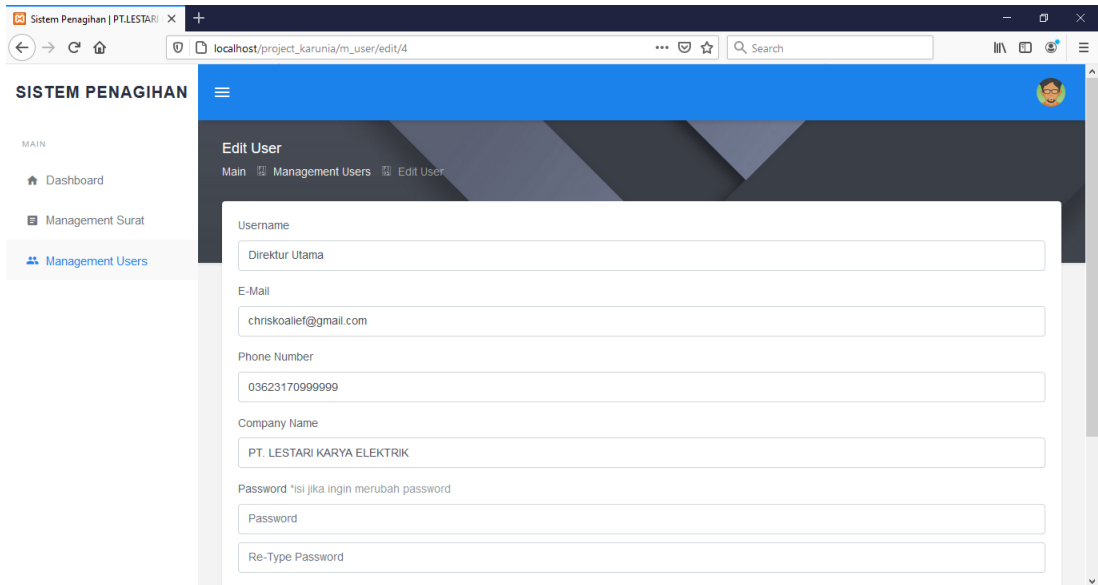 Sistem Penagihan | PT.LESTARI
localhost/project_karunia/m_user/edit/4
Search
SISTEM PENAGIHAN
MAIN
Dashboard
Management Surat
Management Users
Edit User
Main Management Users Edit User
Username
Direktur Utama
E-Mail
chriskoalief@gmail.com
Phone Number
03623170999999
Company Name
PT. LESTARI KARYA ELEKTRIK
Password *isi jika ingin merubah password
Password
Re-Type Password